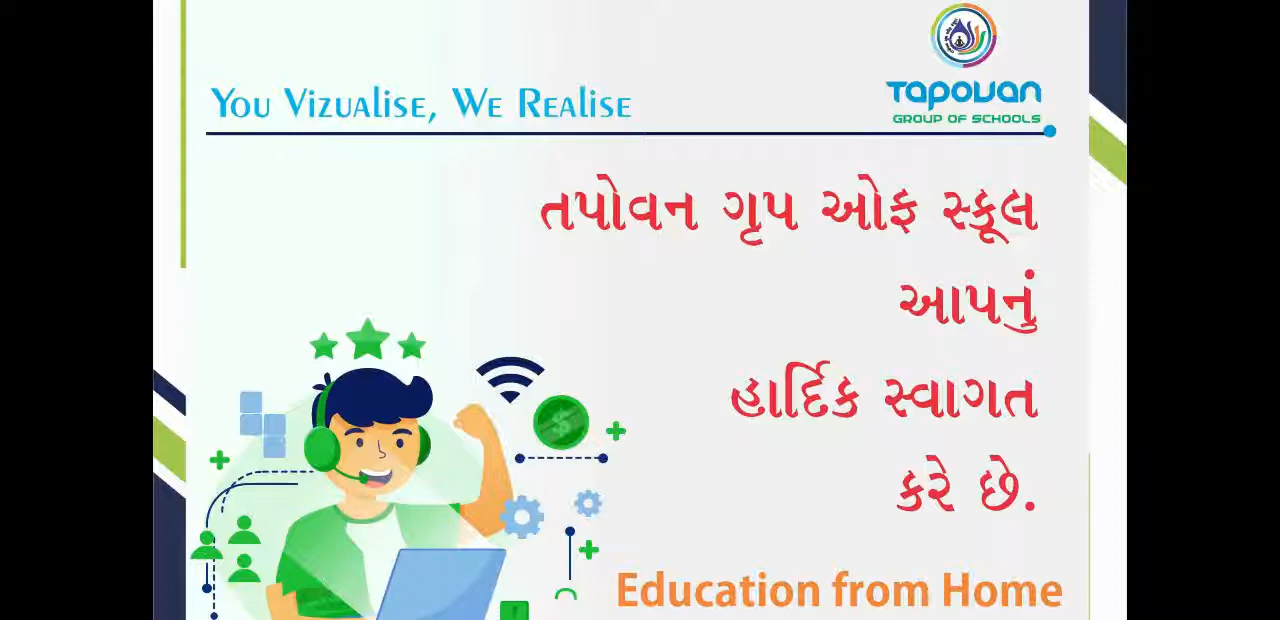 You Vizualise, We Realise
TAPOVAN
GROUP OF SCHOOLS
તપોવન ગૃપ ઓફ સ્કૂલ
આપનું
હાર્દિક સ્વાગત
કરે છે.
Education from Home